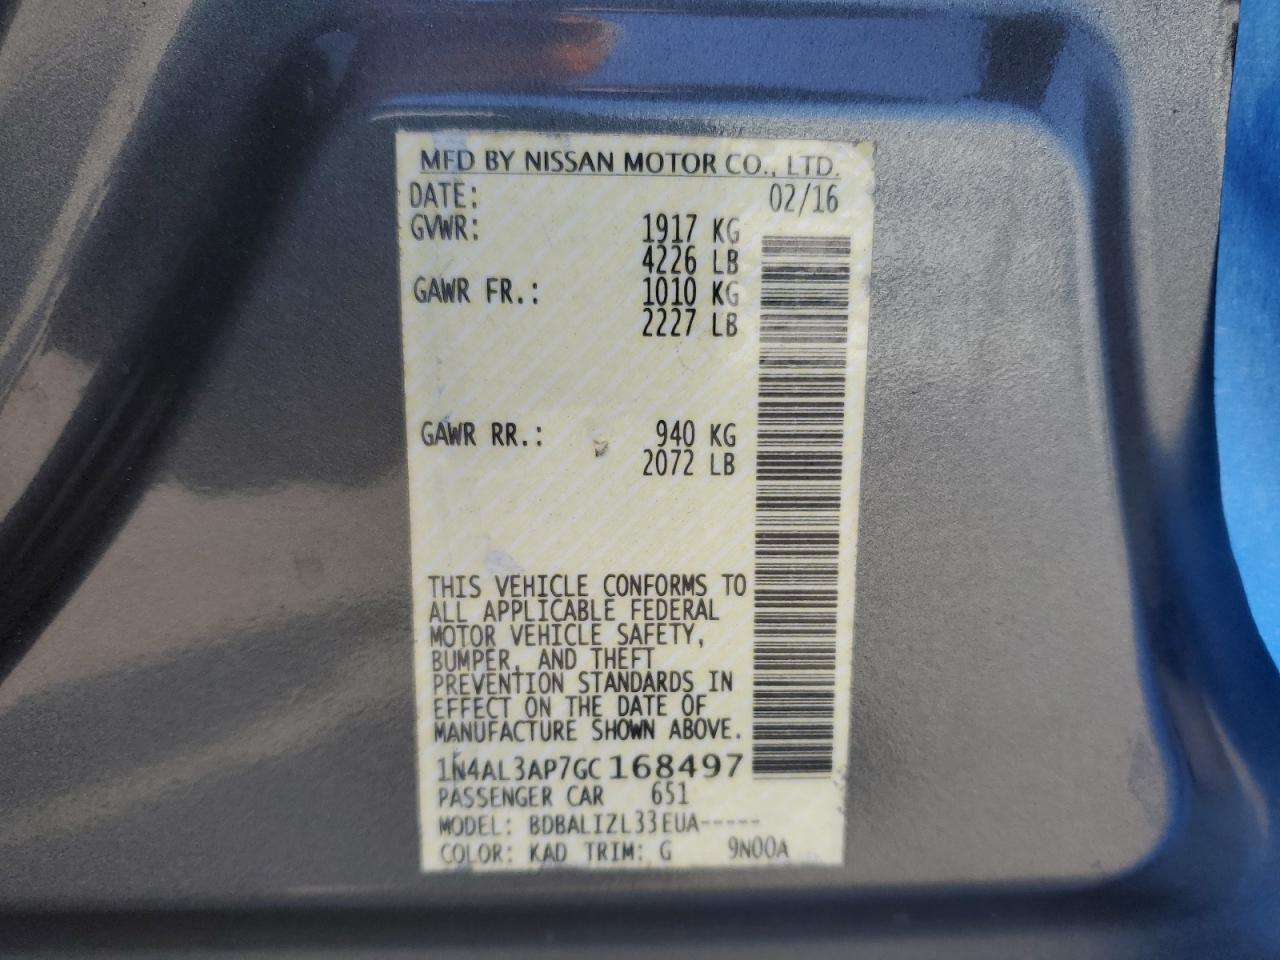 MFD BY NISSAN MOTOR CO., LTD.
DATE: 02/16
GVWR: 1917 KG
4226 LB
GAWR FR.: 1010 KG
2227 LB
GAWR RR.: 940 KG
2072 LB
THIS VEHICLE CONFORMS TO
ALL APPLICABLE FEDERAL
MOTOR VEHICLE SAFETY,
BUMPER, AND THEFT
PREVENTION STANDARDS IN
EFFECT ON THE DATE OF
MANUFACTURE SHOWN ABOVE.
1N4AL3AP7GC168497
PASSENGER CAR 651
MODEL: BDBALIZL33EUA-----
COLOR: KAD TRIM: G 9N00A